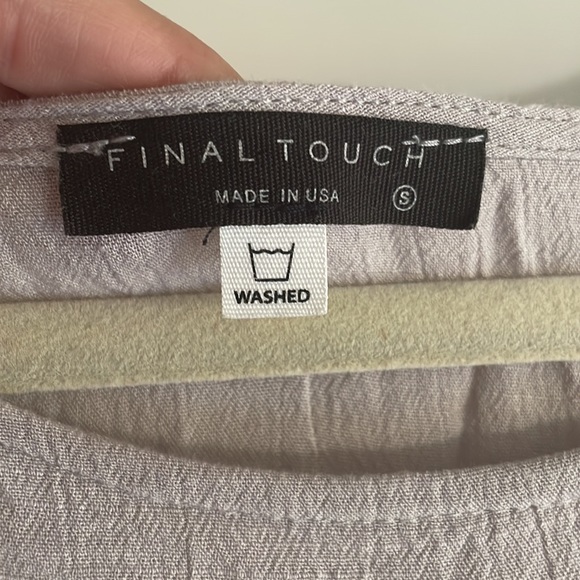 FINAL TOUCH
MADE IN USA S
WASHED